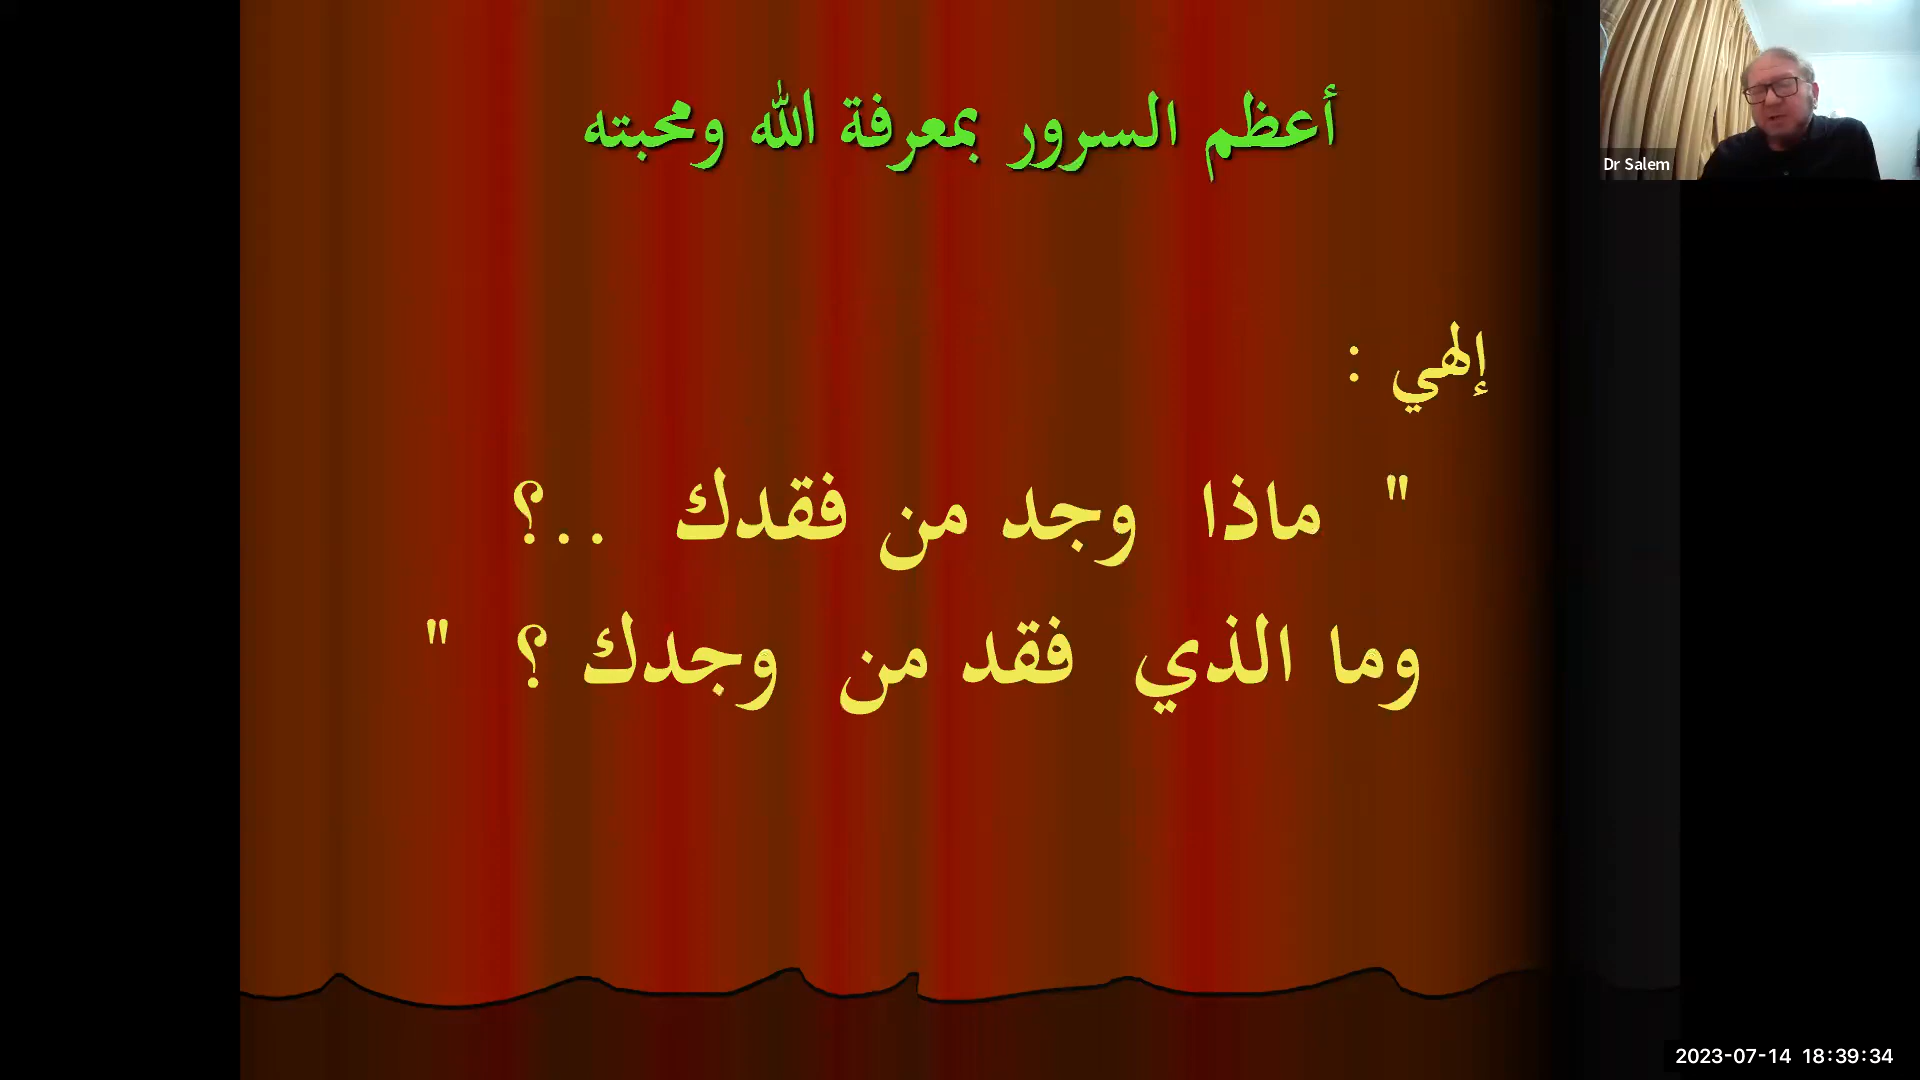 أعظم السرور بمعرفة الله ومحبته
إلهي :
" ماذا وجد من فقدك ..؟
وما الذي فقد من وجدك ؟ "
Dr Salem
2023-07-14 18:39:34